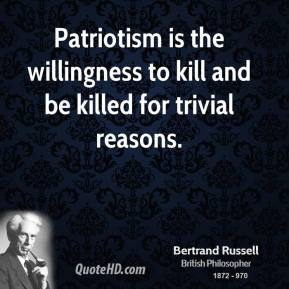 Patriotism is the
willingness to kill and
be killed for trivial
reasons.
Bertrand Russell
British Philosopher
1872 - 970
QuoteHD.com